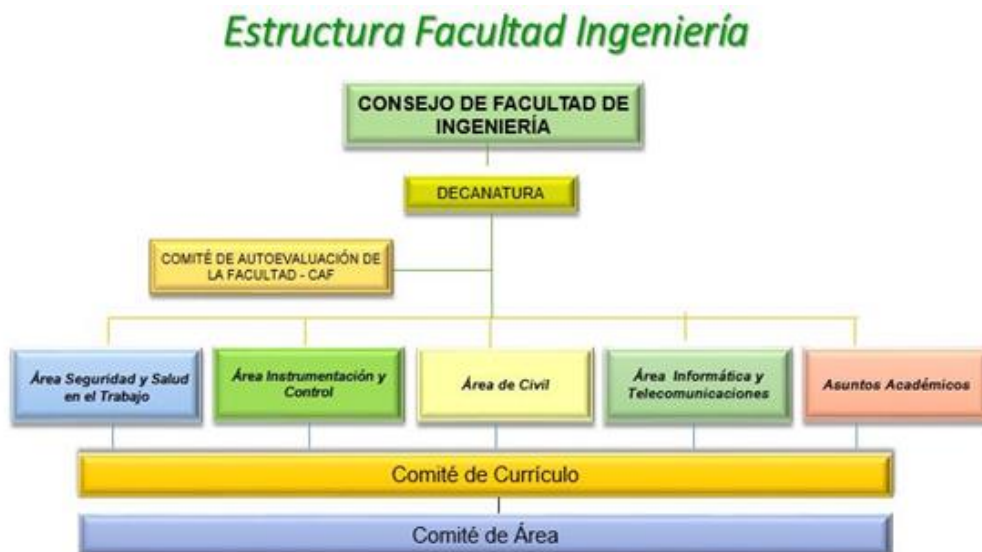 Estructura Facultad Ingeniería
CONSEJO DE FACULTAD DE
INGENIERÍA
DECANATURA
COMITÉ DE AUTOEVALUACIÓN DE
LA FACULTAD - CAF
Área Seguridad y Salud
en el Trabajo
Área Instrumentación y
Control
Área de Civil
Área Informática y
Telecomunicaciones
Asuntos Académicos
Comité de Currículo
Comité de Área